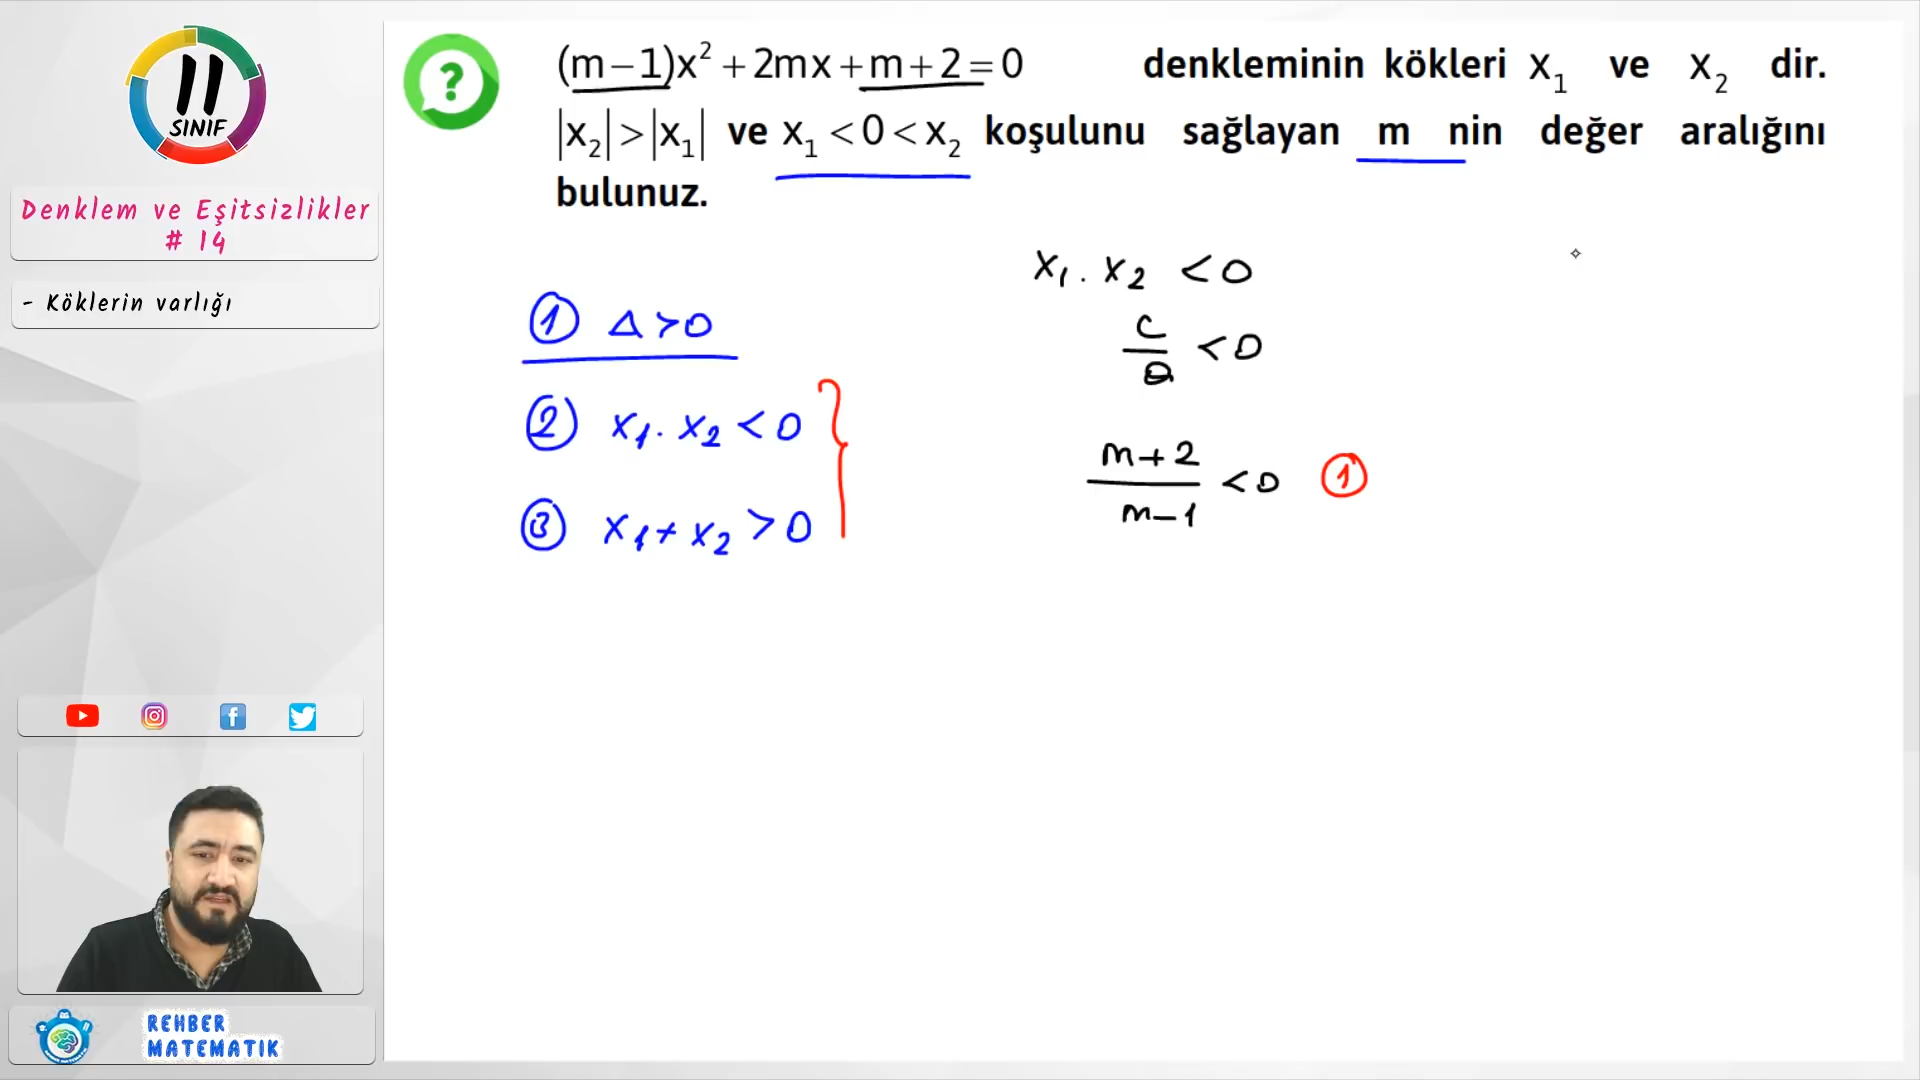 11
SINIF
Denklem ve Eşitsizlikler
# 14
- Köklerin varlığı
(m-1)x² + 2mx + m + 2 = 0 denkleminin kökleri x₁ ve x₂ dir.
|x₂| > |x₁| ve x₁ < 0 < x₂ koşulunu sağlayan m nin değer aralığını
bulunuz.
① Δ > 0
② x₁ . x₂ < 0
③ x₁ + x₂ > 0
x₁ . x₂ < 0
c/a < 0
m+2/m-1 < 0 ①
REHBER
MATEMATİK